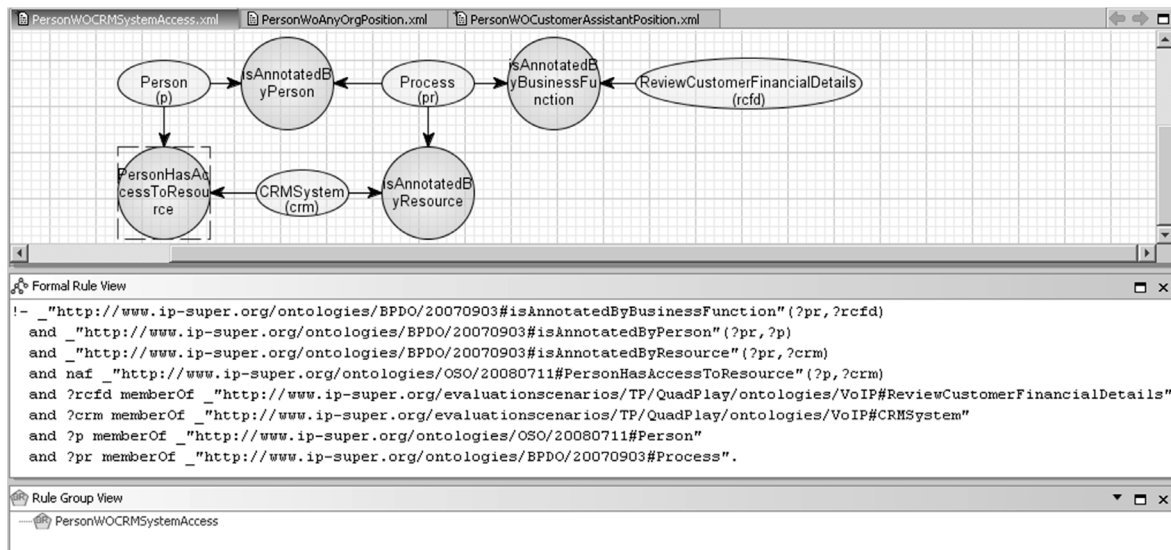 PersonWOCRMSystemAccess.xml PersonWoAnyOrgPosition.xml PersonWOCustomerAssistantPosition.xml
Person
(p)
isAnnotatedB
yPerson
Process
(pr)
isAnnotatedB
yBusinessFu
nction
ReviewCustomerFinancialDetails
(rcfd)
PersonHasAc
cessToResou
rce
CRMSystem
(crm)
isAnnotatedB
yResource
Formal Rule View
!- _"http://www.ip-super.org/ontologies/BPDO/20070903#isAnnotatedByBusinessFunction"(?pr,?rcfd)
and _"http://www.ip-super.org/ontologies/BPDO/20070903#isAnnotatedByPerson"(?pr,?p)
and _"http://www.ip-super.org/ontologies/BPDO/20070903#isAnnotatedByResource"(?pr,?crm)
and naf _"http://www.ip-super.org/ontologies/OSO/20080711#PersonHasAccessToResource"(?p,?crm)
and ?rcfd memberOf _"http://www.ip-super.org/evaluationscenarios/TP/QuadPlay/ontologies/VoIP#ReviewCustomerFinancialDetails"
and ?crm memberOf _"http://www.ip-super.org/evaluationscenarios/TP/QuadPlay/ontologies/VoIP#CRMSystem"
and ?p memberOf _"http://www.ip-super.org/ontologies/OSO/20080711#Person"
and ?pr memberOf _"http://www.ip-super.org/ontologies/BPDO/20070903#Process".
Rule Group View
PersonWOCRMSystemAccess